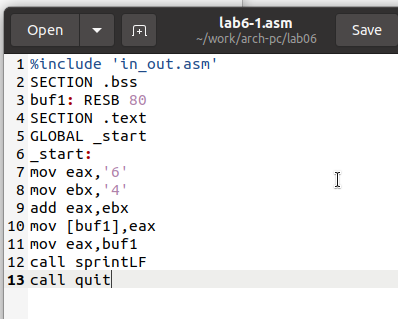 Open
lab6-1.asm
~/work/arch-pc/lab06
Save
1 %include 'in_out.asm'
2 SECTION .bss
3 buf1: RESB 80
4 SECTION .text
5 GLOBAL _start
6 _start:
7 mov eax,'6'
8 mov ebx,'4'
9 add eax,ebx
10 mov [buf1],eax
11 mov eax,buf1
12 call sprintLF
13 call quit